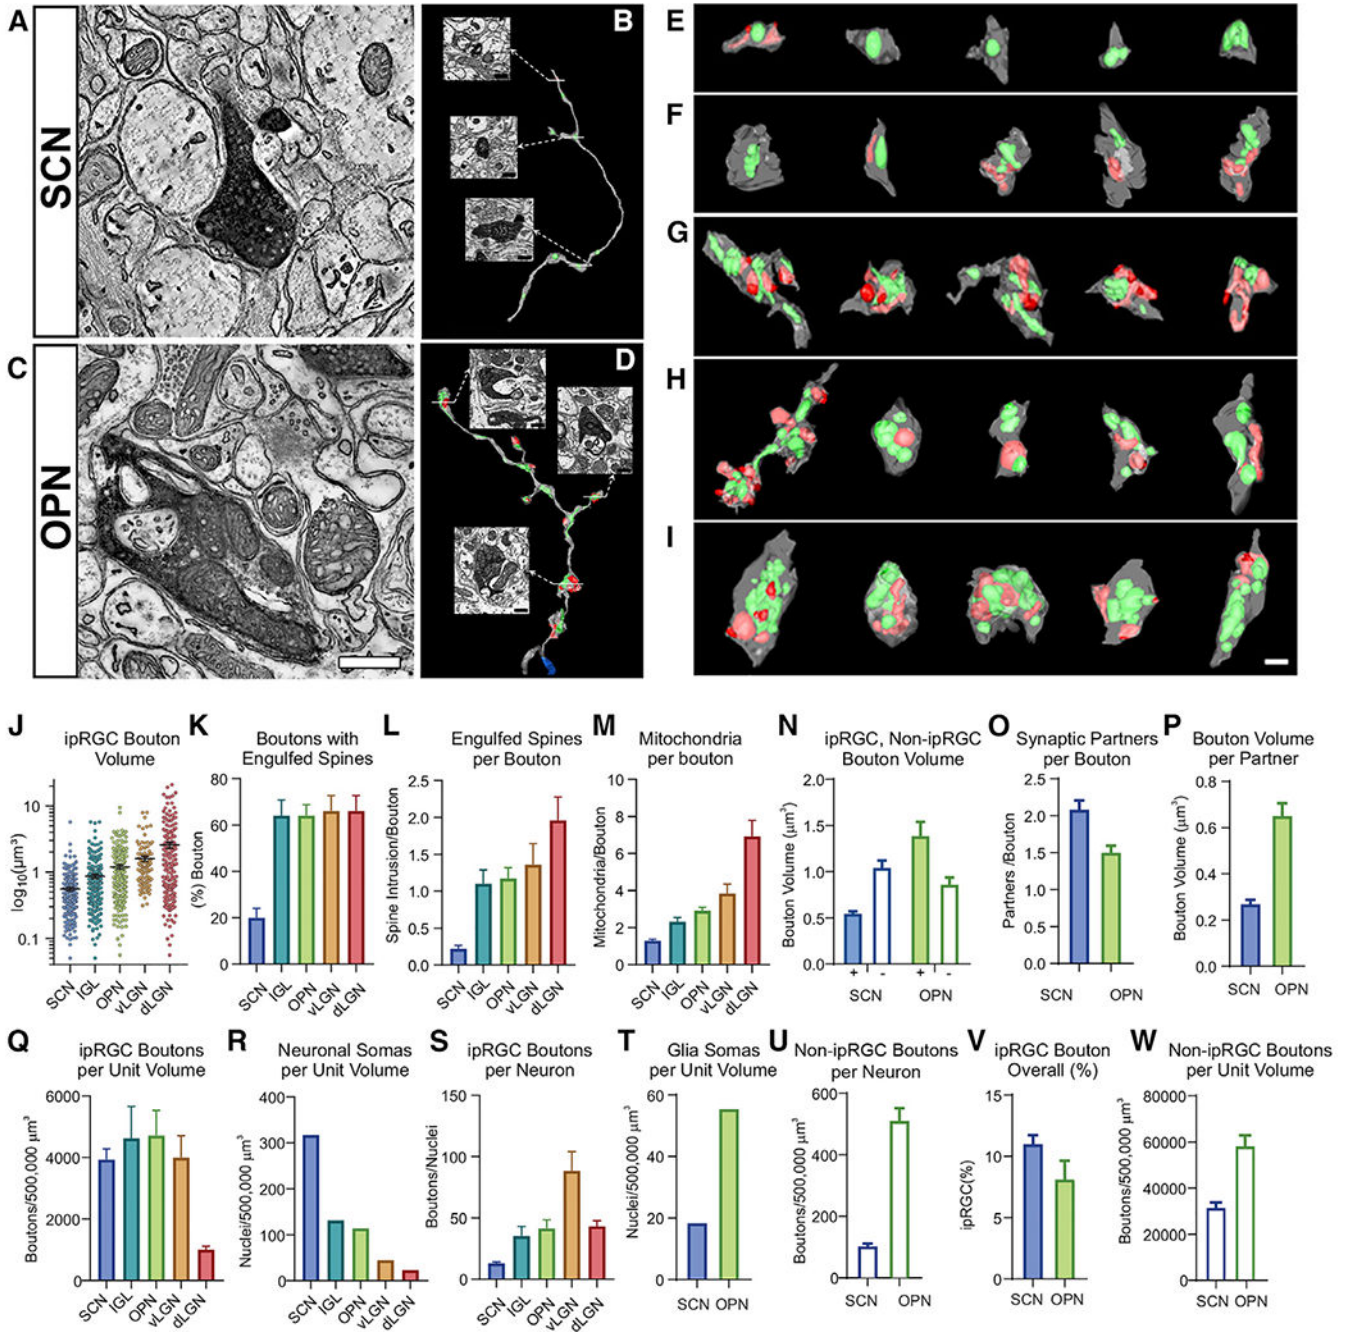 A
SCN
B
C
OPN
D
E
F
G
H
I
J
ipRGC Bouton
Volume
log10(µm³)
10
1
0.1
SCN
IGL
OPN
vLGN
dLGN
K
Boutons with
Engulfed Spines
(%) Bouton
80
60
40
20
0
SCN
IGL
OPN
vLGN
dLGN
L
Engulfed Spines
per Bouton
Spine Intrusion/Bouton
2.5
2.0
1.5
1.0
0.5
0.0
SCN
IGL
OPN
vLGN
dLGN
M
Mitochondria
per bouton
Mitochondria/Bouton
10
8
6
4
2
0
SCN
IGL
OPN
vLGN
dLGN
N
ipRGC, Non-ipRGC
Bouton Volume
Bouton Volume (µm³)
2.0
1.5
1.0
0.5
0.0
+ - + -
SCN OPN
O
Synaptic Partners
per Bouton
Partners /Bouton
2.5
2.0
1.5
1.0
0.5
0.0
SCN OPN
P
Bouton Volume
per Partner
Bouton Volume (µm³)
0.8
0.6
0.4
0.2
0.0
SCN OPN
Q
ipRGC Boutons
per Unit Volume
Boutons/500,000 µm³
6000
4000
2000
0
SCN
IGL
OPN
vLGN
dLGN
R
Neuronal Somas
per Unit Volume
Nuclei/500,000 µm³
400
300
200
100
0
SCN
IGL
OPN
vLGN
dLGN
S
ipRGC Boutons
per Neuron
Boutons/Nuclei
150
100
50
0
SCN
IGL
OPN
vLGN
dLGN
T
Glia Somas
per Unit Volume
Nuclei/500,000 µm³
60
40
20
0
SCN OPN
U
Non-ipRGC Boutons
per Neuron
Boutons/500,000 µm³
600
400
200
0
SCN OPN
V
ipRGC Bouton
Overall (%)
ipRGC(%)
15
10
5
0
SCN OPN
W
Non-ipRGC Boutons
per Unit Volume
Boutons/500,000 µm³
80000
60000
40000
20000
0
SCN OPN